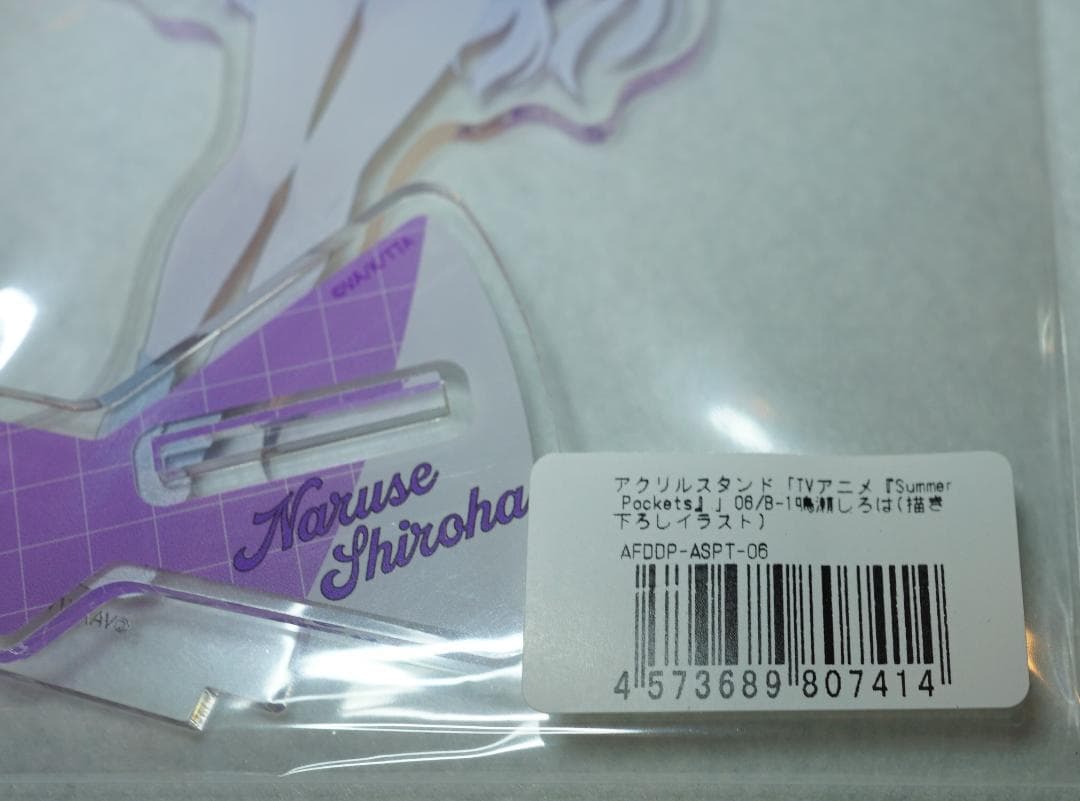 Naruse
Shiroha
アクリルスタンド「TVアニメ『Summer
Pockets』」06/B-1鳴瀬しろは(描き
下ろしイラスト)
AFDDP-ASPT-06
4 573689 807414